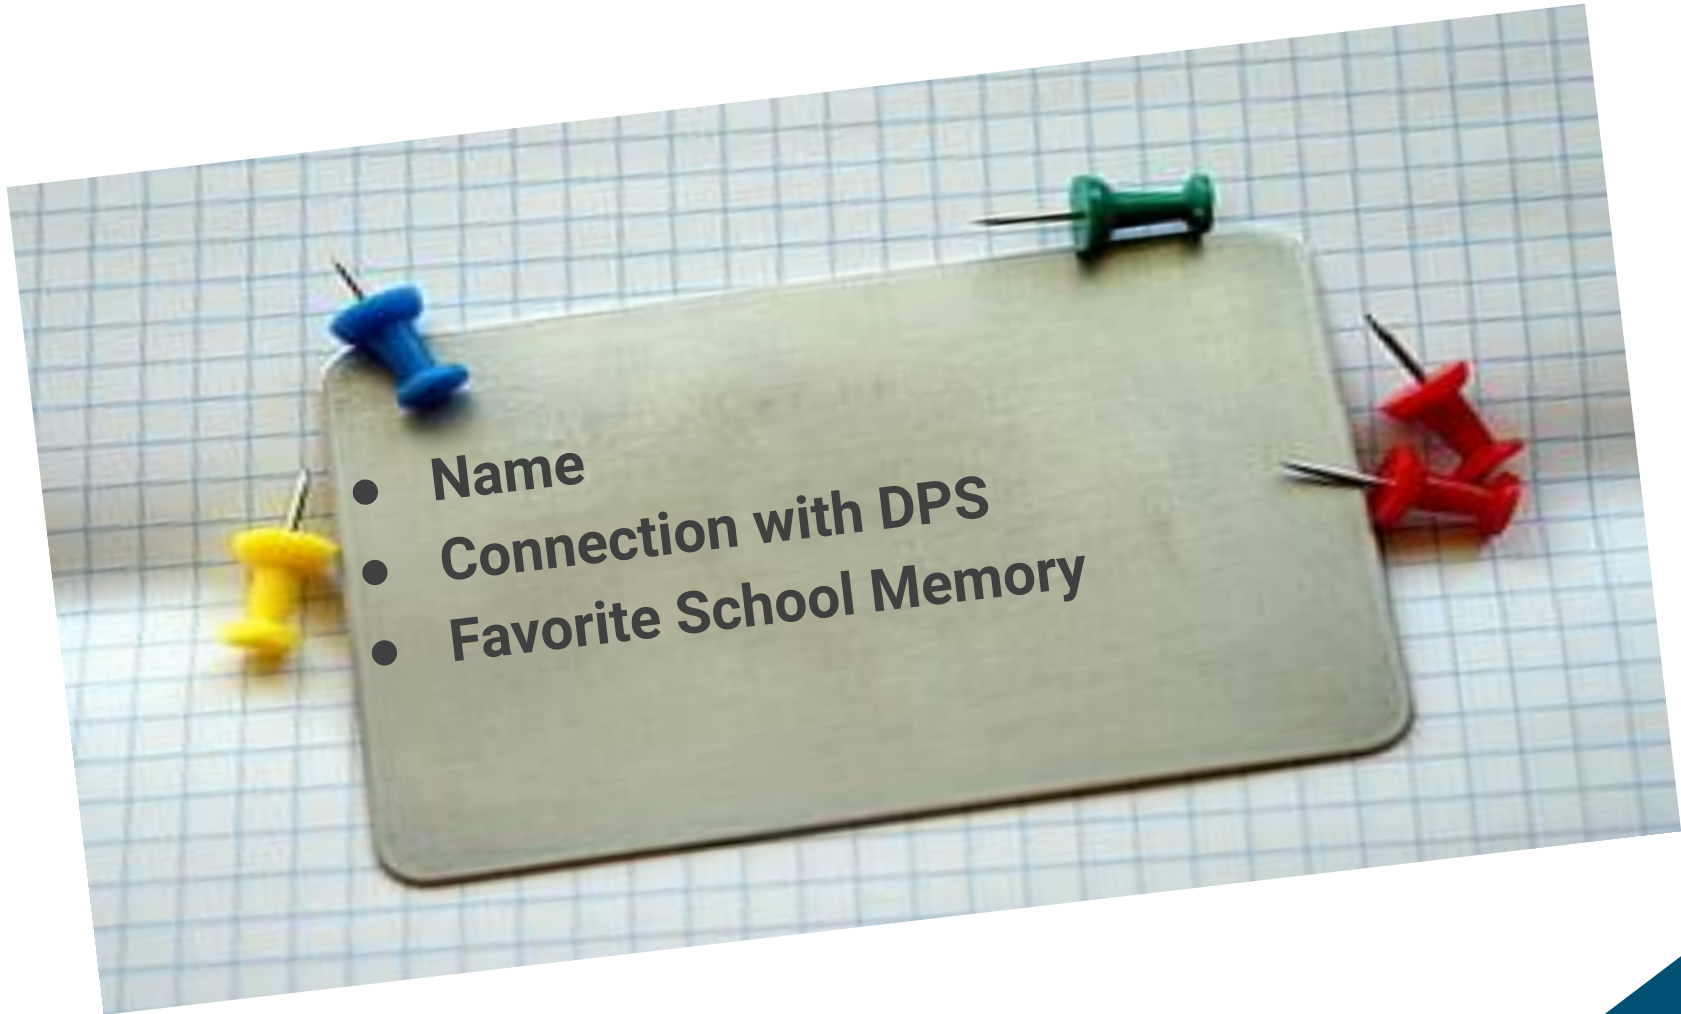 ● Name
● Connection with DPS
● Favorite School Memory